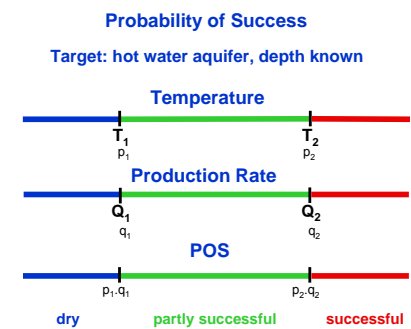 Probability of Success
Target: hot water aquifer, depth known
Temperature
T1 T2
p1 p2
Production Rate
Q1 Q2
q1 q2
POS
p1.q1 p2.q2
dry partly successful successful